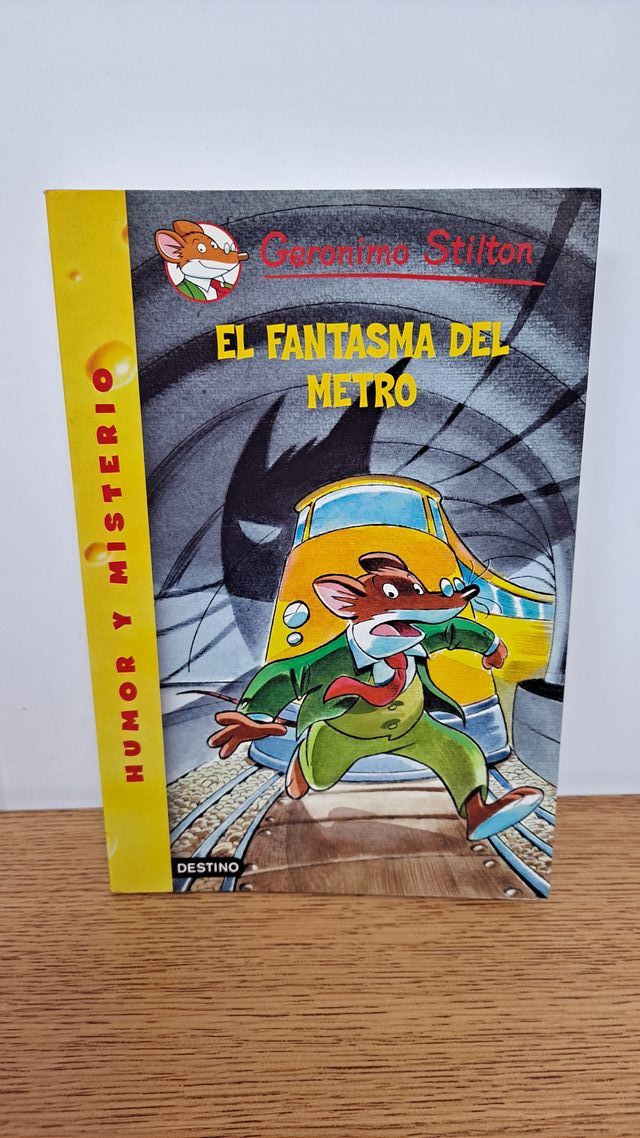 Geronimo Stilton
EL FANTASMA DEL
METRO
HUMOR Y MISTERIO
DESTINO